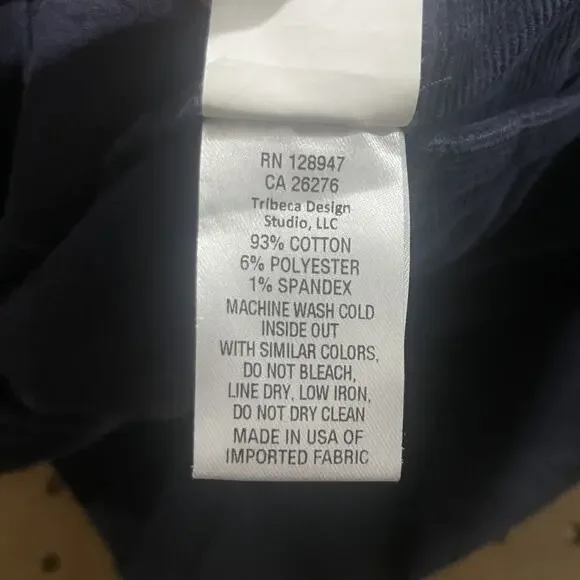 RN 128947
CA 26276
Tribeca Design
Studio, LLC
93% COTTON
6% POLYESTER
1% SPANDEX
MACHINE WASH COLD
INSIDE OUT
WITH SIMILAR COLORS,
DO NOT BLEACH,
LINE DRY, LOW IRON,
DO NOT DRY CLEAN
MADE IN USA OF
IMPORTED FABRIC